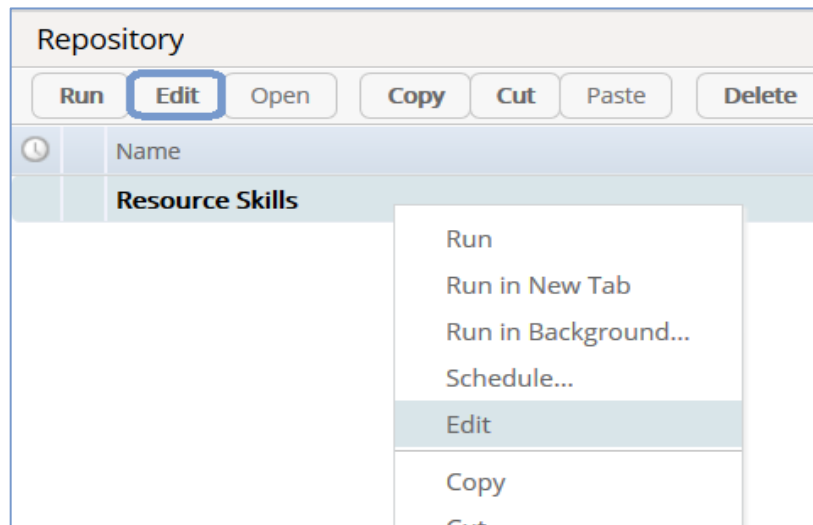 Repository
Run Edit Open Copy Cut Paste Delete
Name
Resource Skills
Run
Run in New Tab
Run in Background...
Schedule...
Edit
Copy
Cut